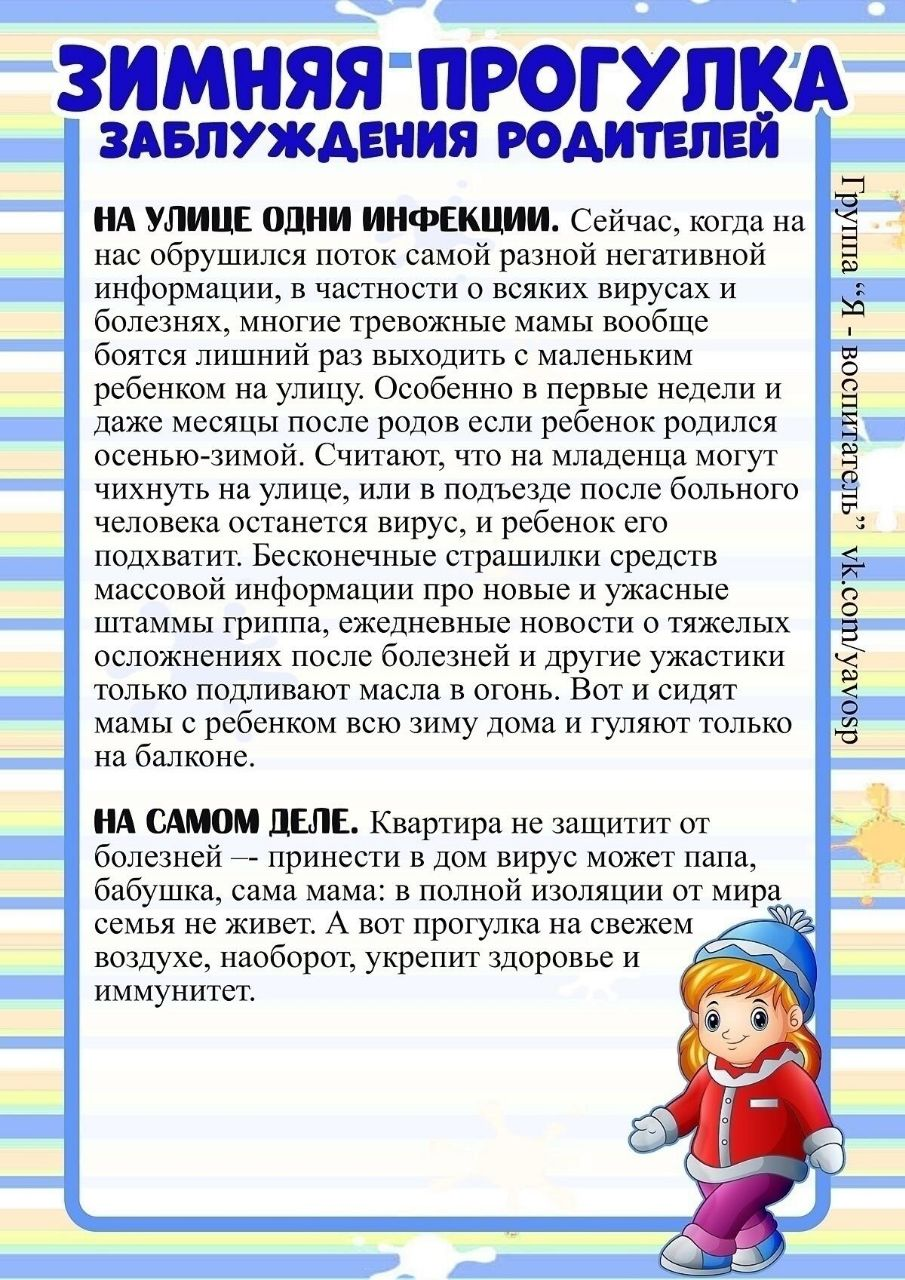 ЗИМНЯЯ ПРОГУЛКА
ЗАБЛУЖДЕНИЯ РОДИТЕЛЕЙ
НА УЛИЦЕ ОДНИ ИНФЕКЦИИ. Сейчас, когда на
нас обрушился поток самой разной негативной
информации, в частности о всяких вирусах и
болезнях, многие тревожные мамы вообще
боятся лишний раз выходить с маленьким
ребенком на улицу. Особенно в первые недели и
даже месяцы после родов если ребенок родился
осенью-зимой. Считают, что на младенца могут
чихнуть на улице, или в подъезде после больного
человека останется вирус, и ребенок его
подхватит. Бесконечные страшилки средств
массовой информации про новые и ужасные
штаммы гриппа, ежедневные новости о тяжелых
осложнениях после болезней и другие ужастики
только подливают масла в огонь. Вот и сидят
мамы с ребенком всю зиму дома и гуляют только
на балконе.
НА САМОМ ДЕЛЕ. Квартира не защитит от
болезней –- принести в дом вирус может папа,
бабушка, сама мама: в полной изоляции от мира
семья не живет. А вот прогулка на свежем
воздухе, наоборот, укрепит здоровье и
иммунитет.
Группа “Я - воспитатель” vk.com/yavosp